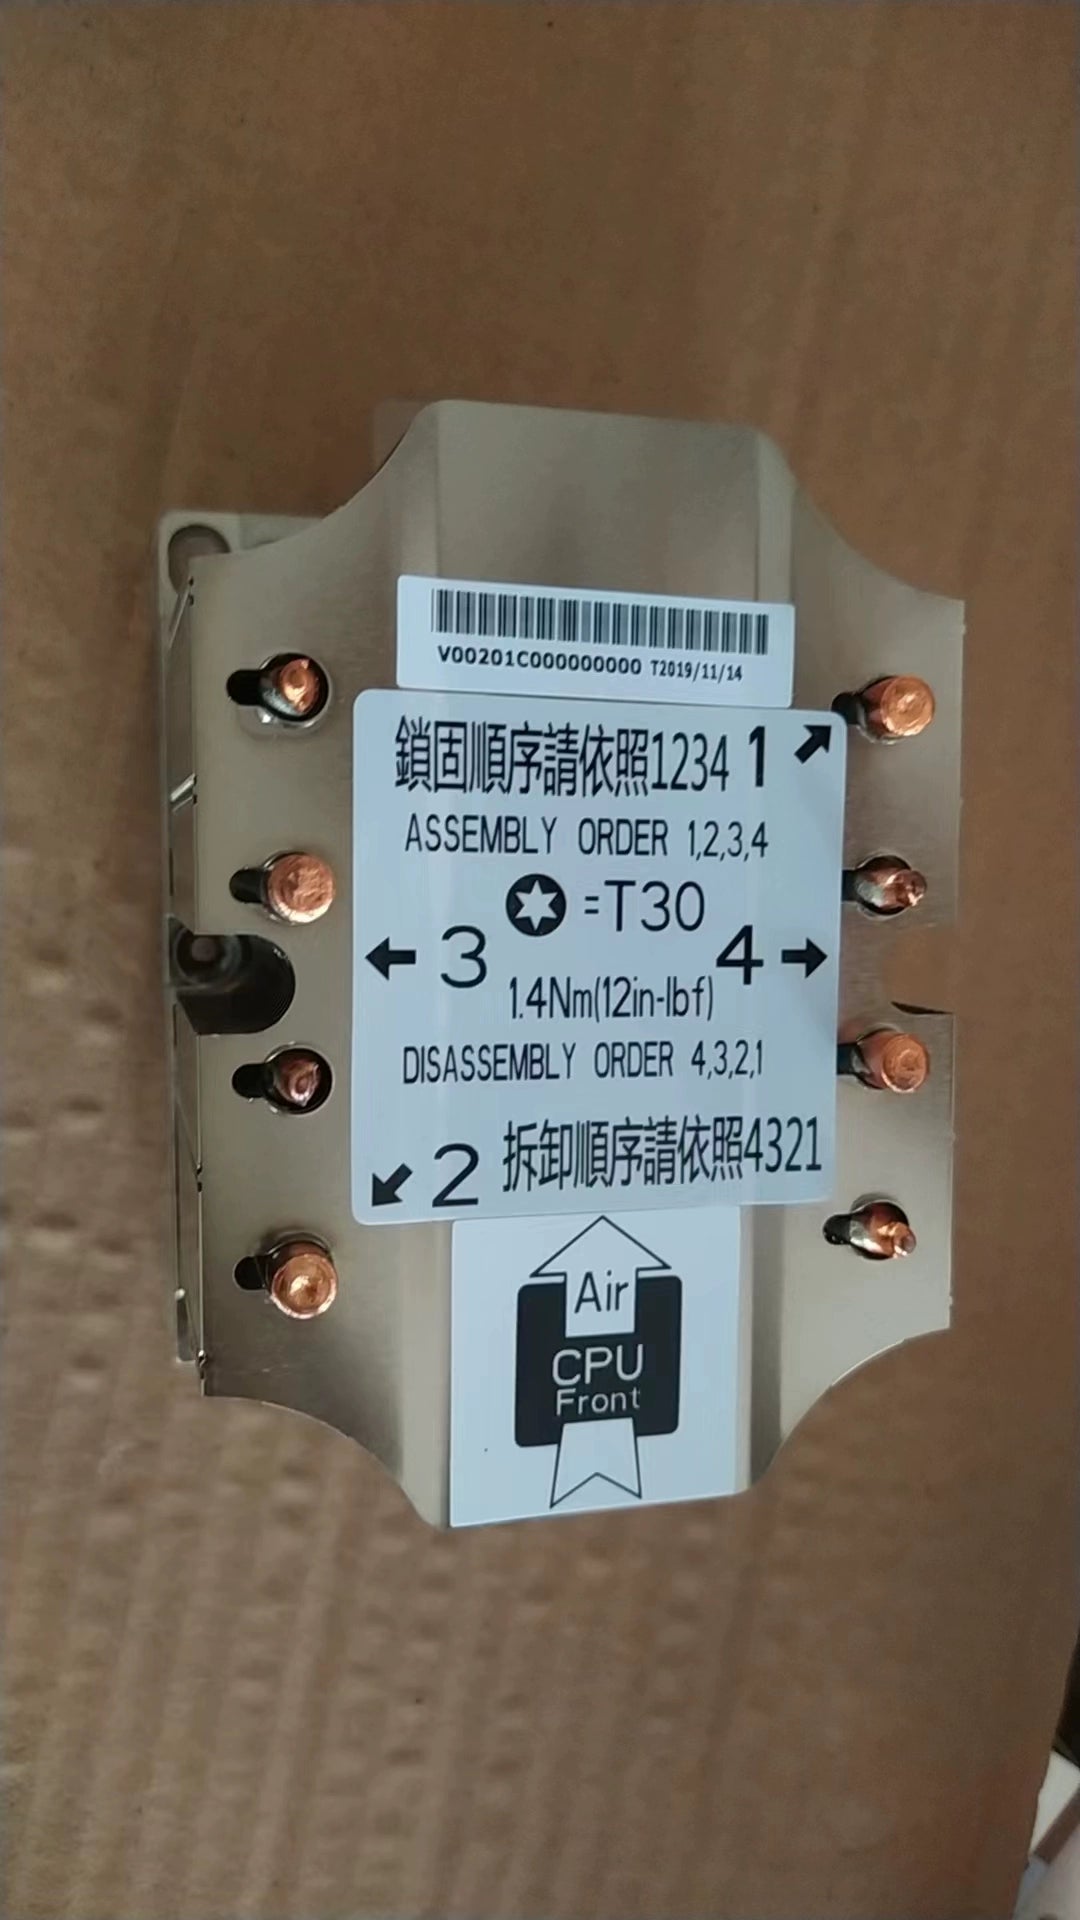 V00201C000000000 T2019/11/14
鎖固順序請依照1234 1
ASSEMBLY ORDER 1,2,3,4
=T30
3 4
1.4Nm(12in-lbf)
DISASSEMBLY ORDER 4,3,2,1
2 拆卸順序請依照4321
Air
CPU
Front